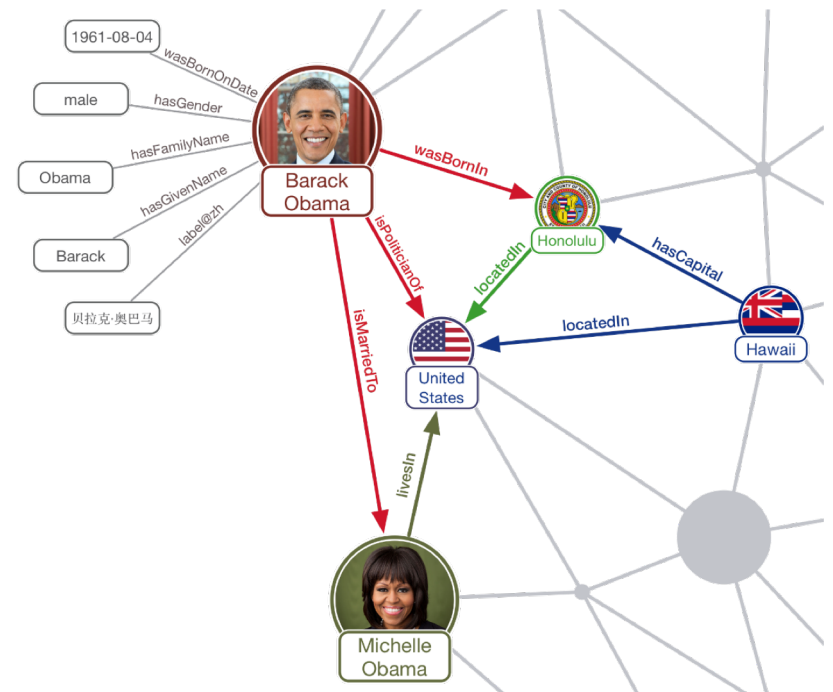 1961-08-04
wasBornOnDate
male
hasGender
hasFamilyName
Obama
hasGivenName
Barack
label@zh
贝拉克·奥巴马
Barack
Obama
wasBornIn
isPoliticianOf
isMarriedTo
Honolulu
locatedIn
hasCapital
locatedIn
Hawaii
United
States
livesIn
Michelle
Obama